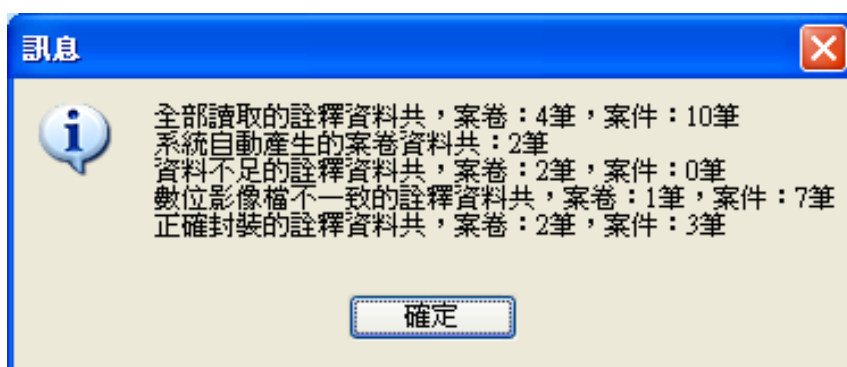 訊息
全部讀取的詮釋資料共，案卷：4筆，案件：10筆
系統自動產生的案卷資料共：2筆
資料不足的詮釋資料共，案卷：2筆，案件：0筆
數位影像檔不一致的詮釋資料共，案卷：1筆，案件：7筆
正確封裝的詮釋資料共，案卷：2筆，案件：3筆
確定